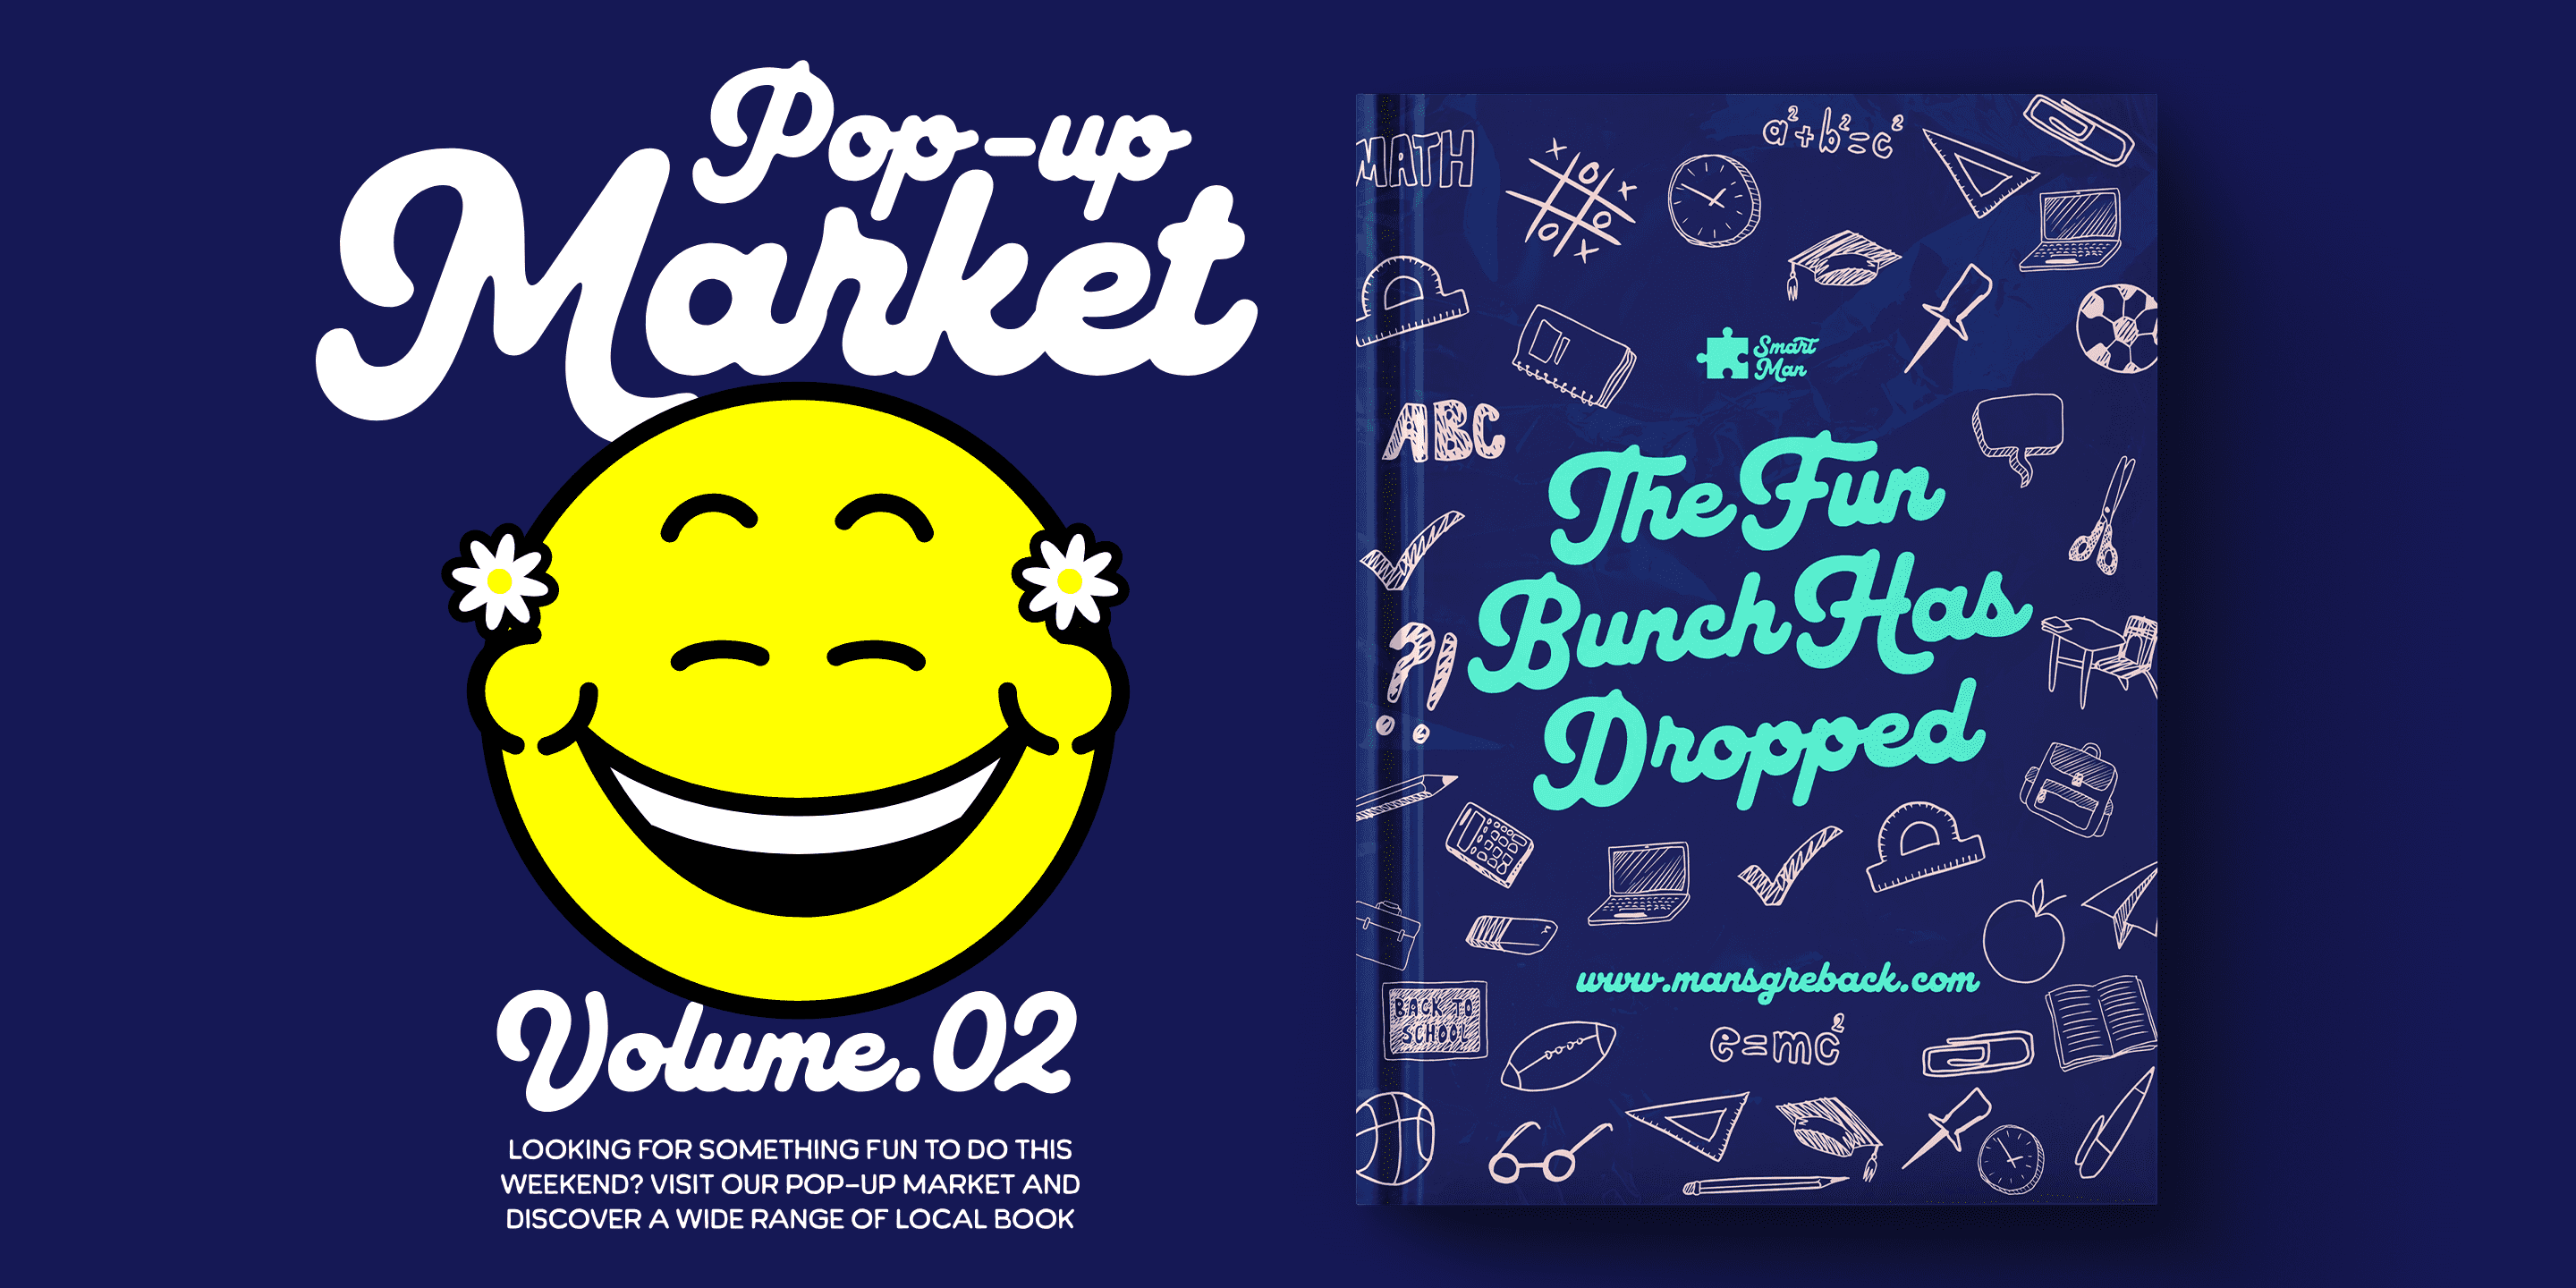 Pop-up
Market
Volume.02
LOOKING FOR SOMETHING FUN TO DO THIS
WEEKEND? VISIT OUR POP-UP MARKET AND
DISCOVER A WIDE RANGE OF LOCAL BOOK
MATH
x
O x
O
O x
a²+b²=c²
Smart
Man
ABC
The Fun
Bunch Has
Dropped
?!
www.mansgreback.com
BACK TO
SCHOOL
e=mc²